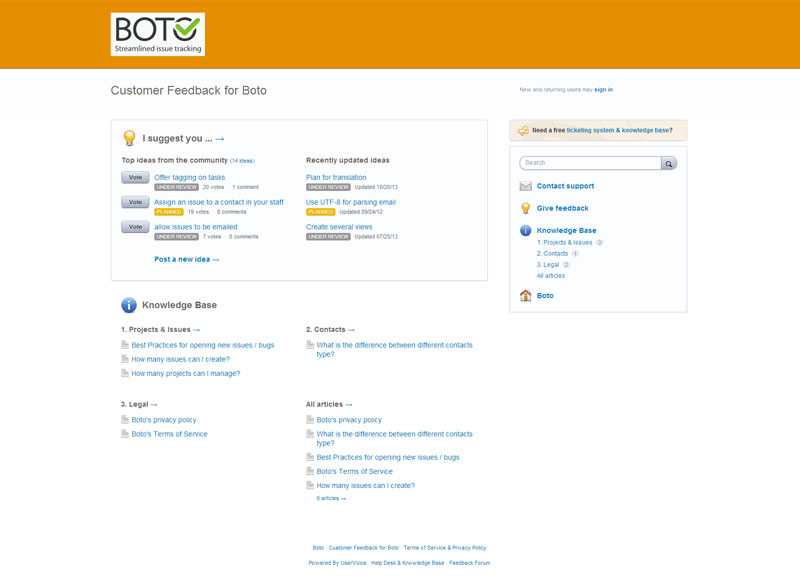 BOTO
Streamlined issue tracking
Customer Feedback for Boto
New and returning users may sign in
I suggest you ... →
Top ideas from the community (14 ideas)
Vote
Offer tagging on tasks
UNDER REVIEW 20 votes 1 comment
Vote
Assign an issue to a contact in your staff
PLANNED 19 votes 8 comments
Vote
allow issues to be emailed
UNDER REVIEW 7 votes 0 comments
Post a new idea →
Recently updated ideas
Plan for translation
UNDER REVIEW Updated 10/20/13
Use UTF-8 for parsing email
PLANNED Updated 09/24/12
Create several views
UNDER REVIEW Updated 07/25/13
Knowledge Base
1. Projects & Issues →
Best Practices for opening new issues / bugs
How many issues can I create?
How many projects can I manage?
2. Contacts →
What is the difference between different contacts
type?
3. Legal →
Boto's privacy policy
Boto's Terms of Service
All articles →
Boto's privacy policy
What is the difference between different contacts
type?
Best Practices for opening new issues / bugs
Boto's Terms of Service
How many issues can I create?
6 articles →
Need a free ticketing system & knowledge base?
Search
Contact support
Give feedback
Knowledge Base
1. Projects & Issues 3
2. Contacts 1
3. Legal 2
All articles
Boto
Boto Customer Feedback for Boto Terms of Service & Privacy Policy
Powered By UserVoice Help Desk & Knowledge Base Feedback Forum